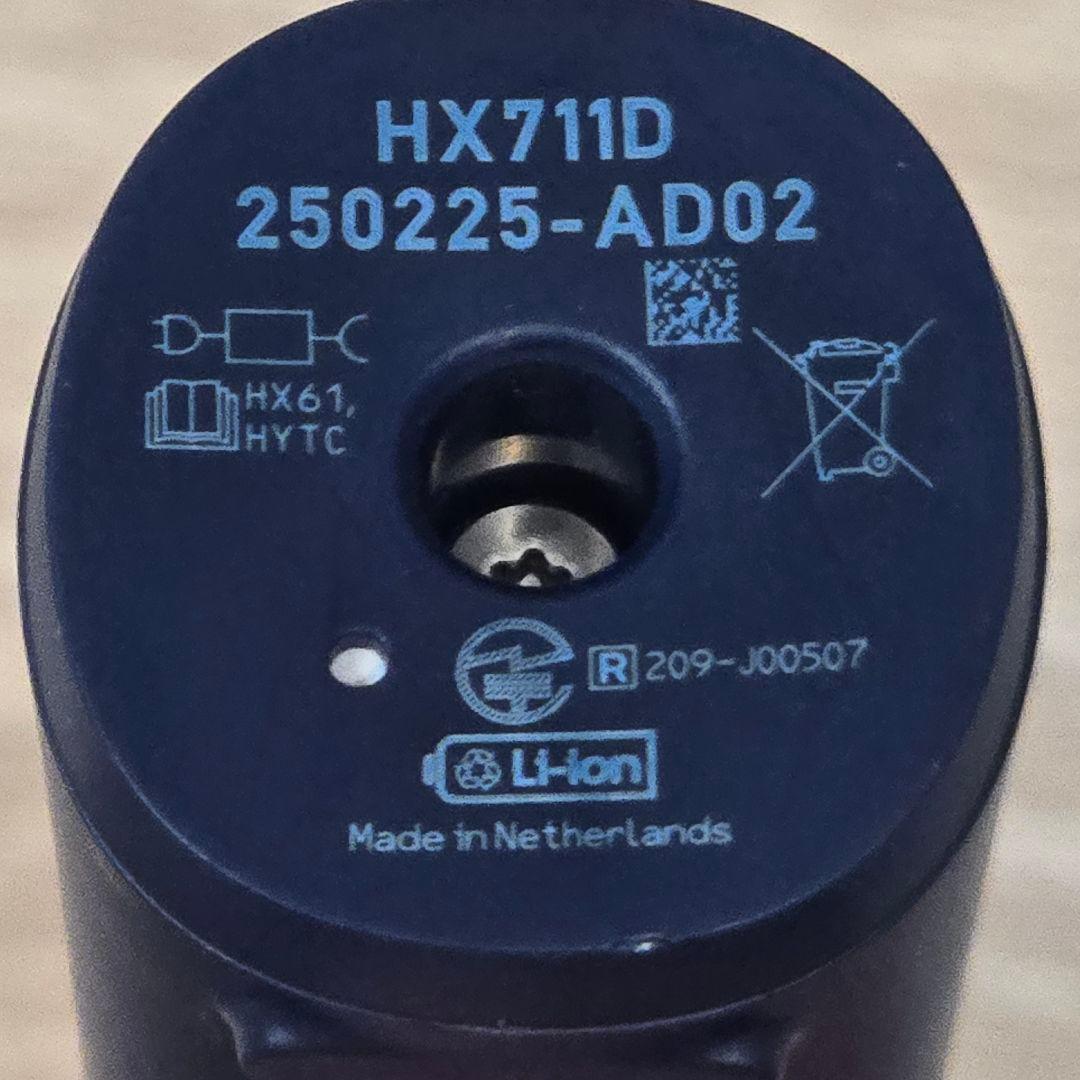 HX711D
250225-AD02
HX61,
HYTC
R 209-J00507
Li-ion
Made in Netherlands